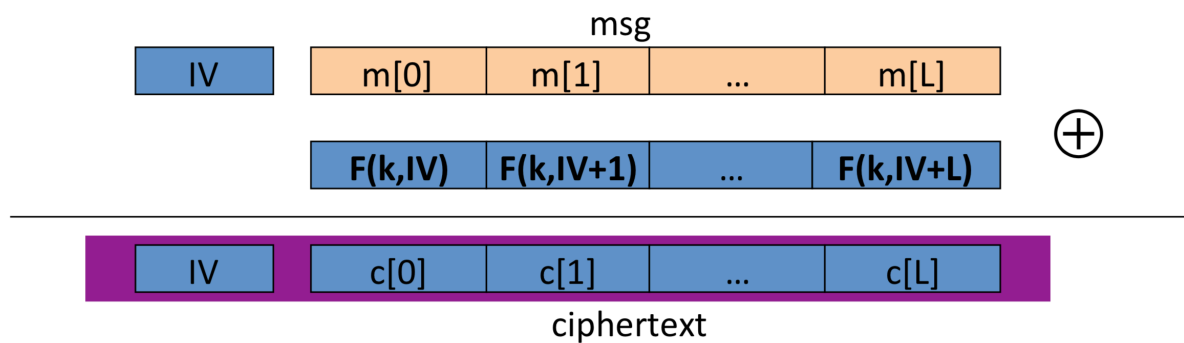 msg
IV m[0] m[1] ... m[L]
⊕
F(k,IV) F(k,IV+1) ... F(k,IV+L)
IV c[0] c[1] ... c[L]
ciphertext